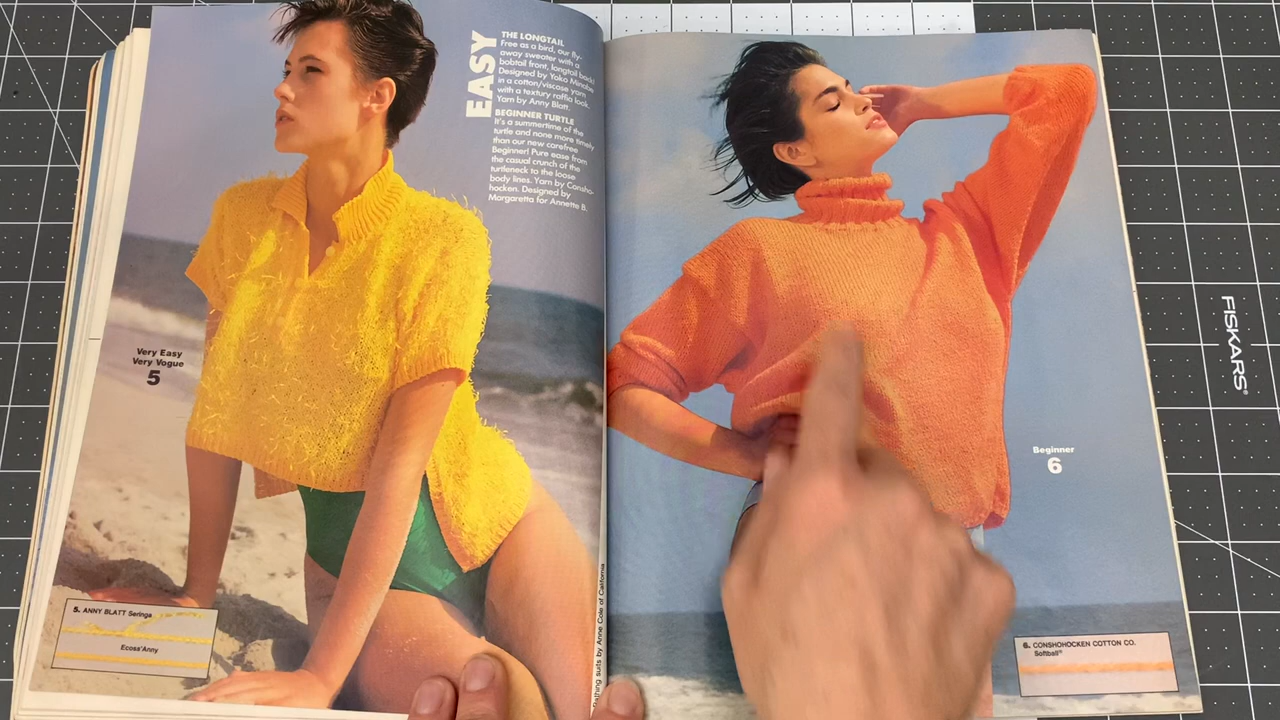 EASY
THE LONGTAIL
Free as a bird, our fly-
away sweater with a
bobtail front, longtail back!
Designed by Yoko Minobe
in a cotton/viscose yarn
with a textury raffia look.
Yarn by Anny Blatt.
BEGINNER TURTLE
It's a summertime of the
turtle and none more timely
than our new carefree
Beginner! Pure ease from
the casual crunch of the
turtleneck to the loose
body lines. Yarn by Consho-
hocken. Designed by
Margaretta for Annette B.
Very Easy
Very Vogue
5
5. ANNY BLATT Seringa
Ecoss'Anny
Bathing suits by Anne Cole of California
Beginner
6
6. CONSHOHOCKEN COTTON CO.
Softball®
FISKARS®